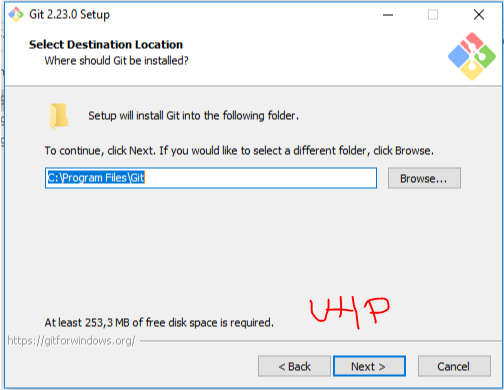 Git 2.23.0 Setup
Select Destination Location
Where should Git be installed?
Setup will install Git into the following folder.
To continue, click Next. If you would like to select a different folder, click Browse.
C:\Program Files\Git
Browse...
At least 253,3 MB of free disk space is required.
https://gitforwindows.org/
< Back
Next >
Cancel